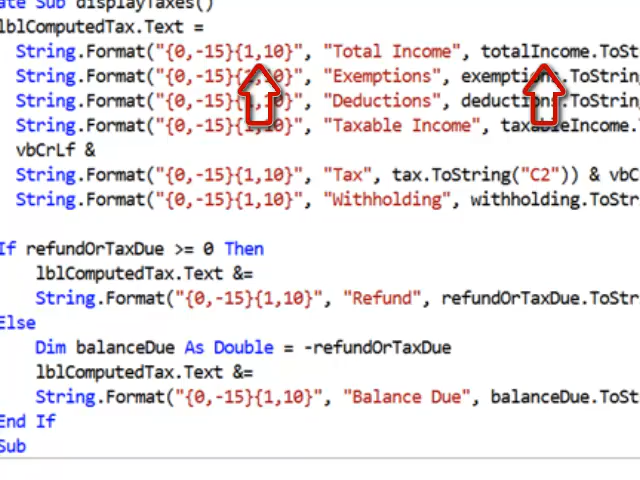 ate Sub displayTaxes()
lblComputedTax.Text =
String.Format("{0,-15}{1,10}", "Total Income", totalIncome.ToSt
String.Format("{0,-15}{1,10}", "Exemptions", exemptions.ToString
String.Format("{0,-15}{1,10}", "Deductions", deductions.ToString
String.Format("{0,-15}{1,10}", "Taxable Income", taxableIncome.
vbCrLf &
String.Format("{0,-15}{1,10}", "Tax", tax.ToString("C2")) & vbC
String.Format("{0,-15}{1,10}", "Withholding", withholding.ToStr
If refundOrTaxDue >= 0 Then
lblComputedTax.Text &=
String.Format("{0,-15}{1,10}", "Refund", refundOrTaxDue.ToStr
Else
Dim balanceDue As Double = -refundOrTaxDue
lblComputedTax.Text &=
String.Format("{0,-15}{1,10}", "Balance Due", balanceDue.ToSt
End If
Sub